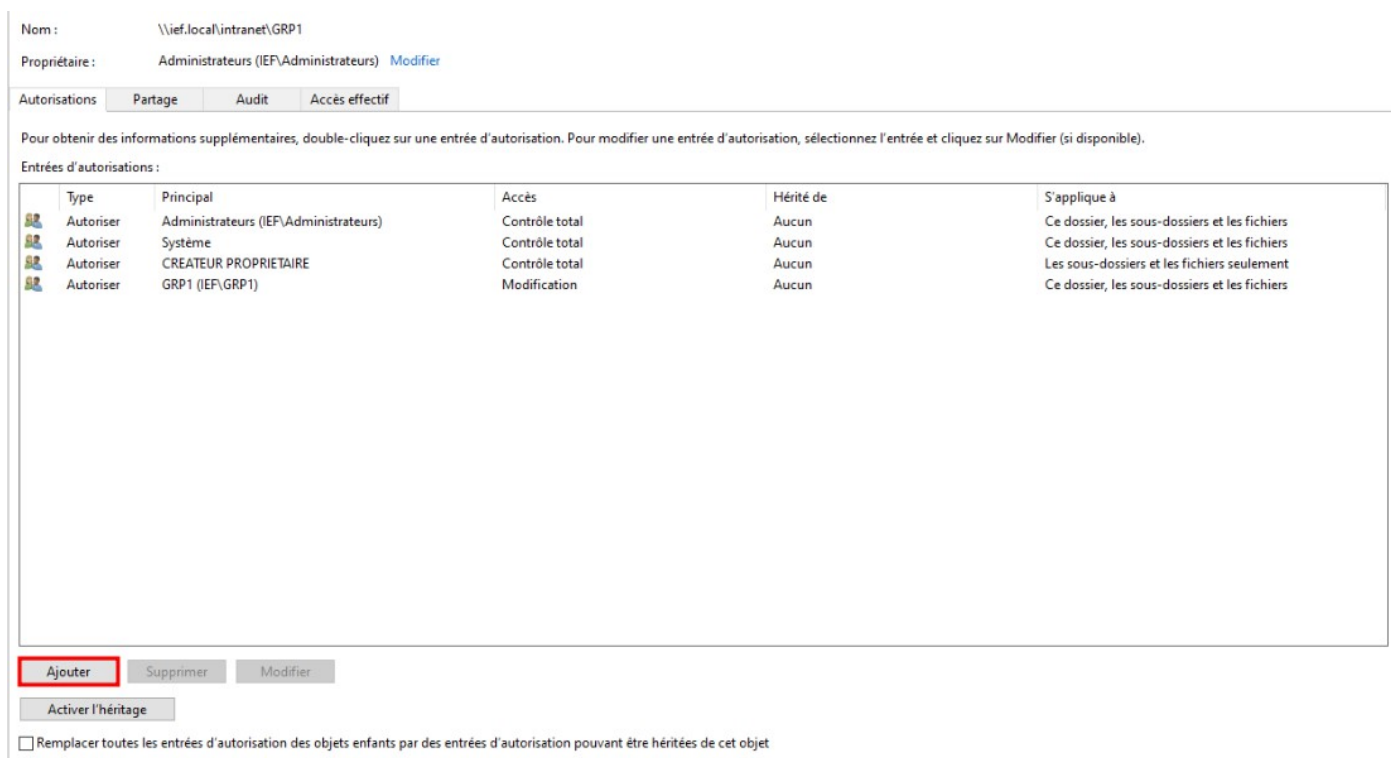 Nom : \\ief.local\intranet\GRP1
Propriétaire : Administrateurs (IEF\Administrateurs) Modifier
Autorisations Partage Audit Accès effectif
Pour obtenir des informations supplémentaires, double-cliquez sur une entrée d'autorisation. Pour modifier une entrée d'autorisation, sélectionnez l'entrée et cliquez sur Modifier (si disponible).
Entrées d'autorisations :
Type Principal Accès Hérité de S'applique à
Autoriser Administrateurs (IEF\Administrateurs) Contrôle total Aucun Ce dossier, les sous-dossiers et les fichiers
Autoriser Système Contrôle total Aucun Ce dossier, les sous-dossiers et les fichiers
Autoriser CREATEUR PROPRIETAIRE Contrôle total Aucun Les sous-dossiers et les fichiers seulement
Autoriser GRP1 (IEF\GRP1) Modification Aucun Ce dossier, les sous-dossiers et les fichiers
Ajouter Supprimer Modifier
Activer l'héritage
Remplacer toutes les entrées d'autorisation des objets enfants par des entrées d'autorisation pouvant être héritées de cet objet